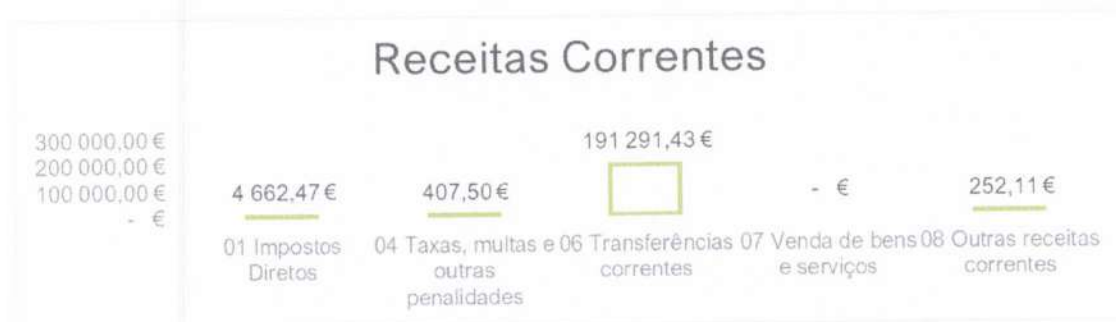 Receitas Correntes
300 000,00 €
200 000,00 €
100 000,00 €
- €
191 291,43 €
4 662,47 €
407,50 €
- €
252,11 €
01 Impostos
Diretos
04 Taxas, multas e
outras
penalidades
06 Transferências
correntes
07 Venda de bens
e serviços
08 Outras receitas
correntes